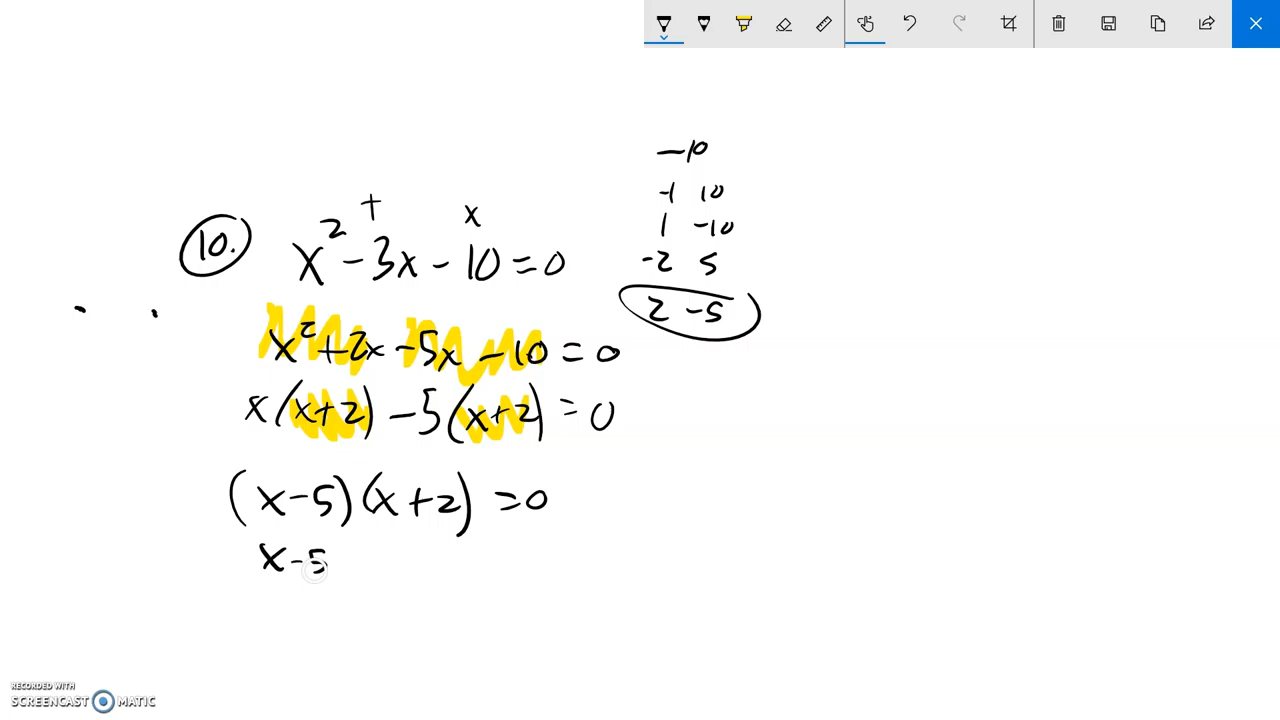 -10
-1 10
1 -10
-2 5
2 -5
+ x
10. x² - 3x - 10 = 0
x² + 2x - 5x - 10 = 0
x(x+2) - 5(x+2) = 0
(x-5)(x+2) = 0
x-5
RECORDED WITH
SCREENCAST MATIC